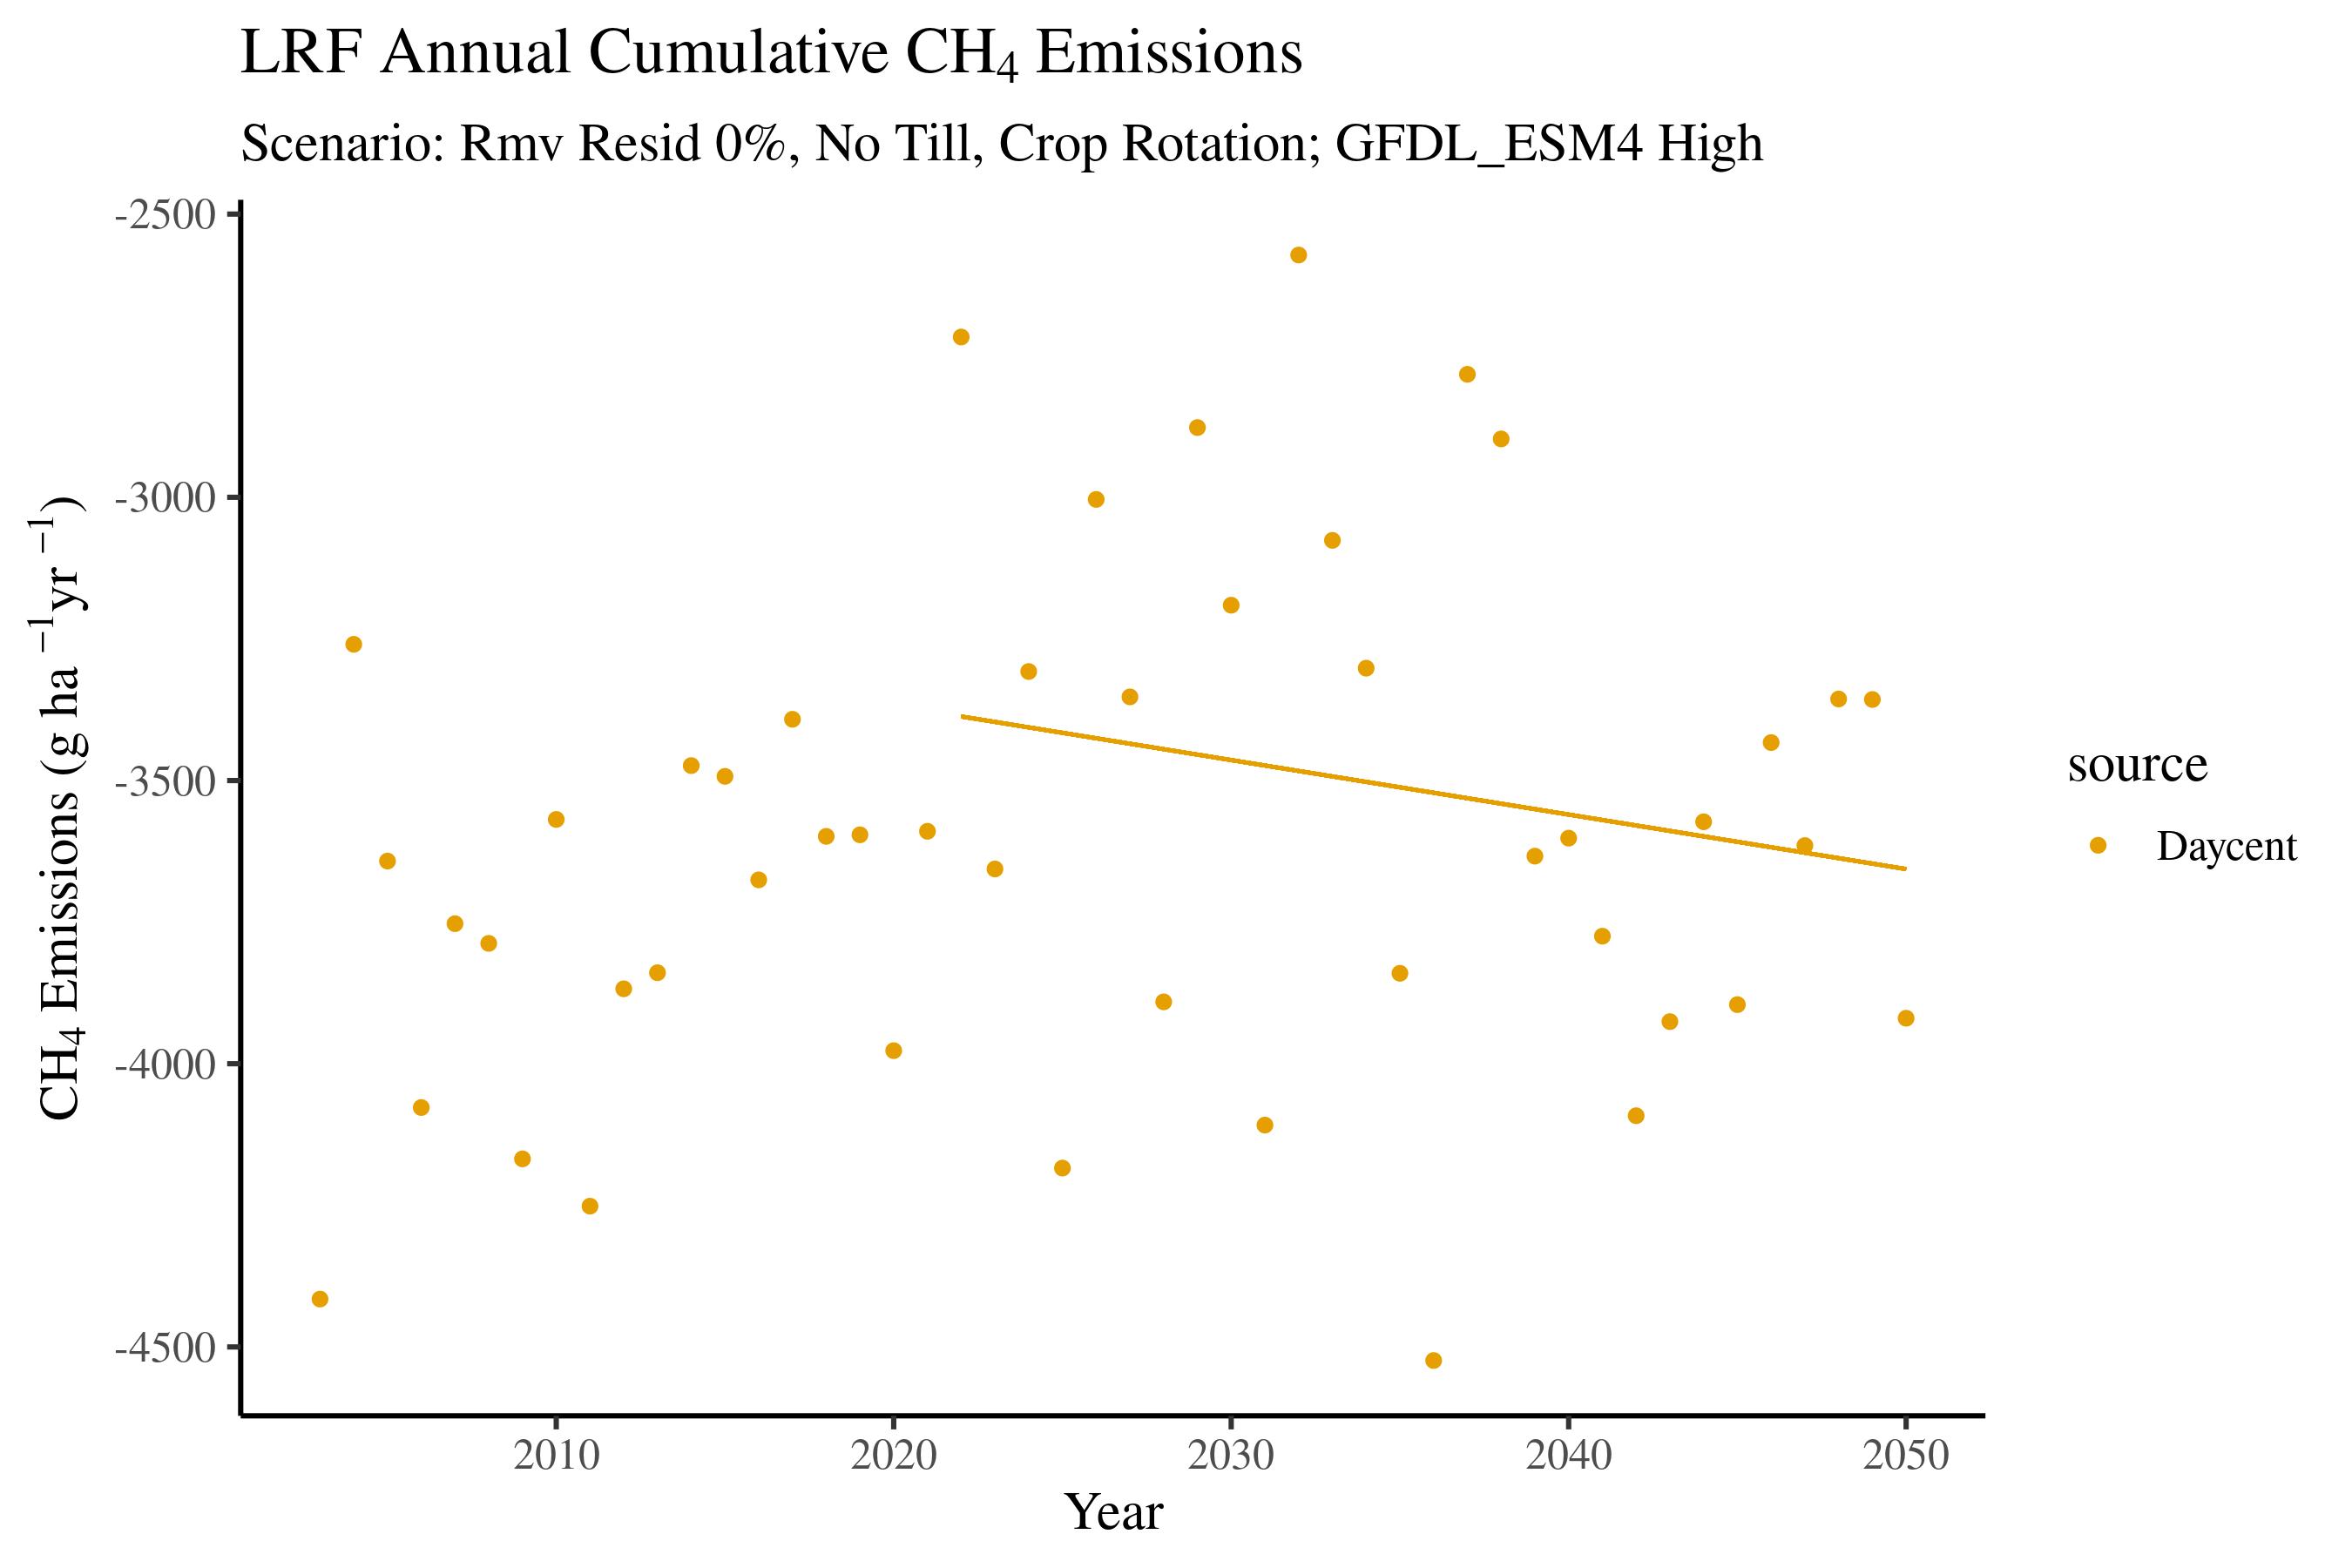 LRF Annual Cumulative CH₄ Emissions
Scenario: Rmv Resid 0%, No Till, Crop Rotation; GFDL_ESM4 High
CH₄ Emissions (g ha⁻¹yr⁻¹)
-2500
-3000
-3500
-4000
-4500
source
Daycent
2010 2020 2030 2040 2050
Year